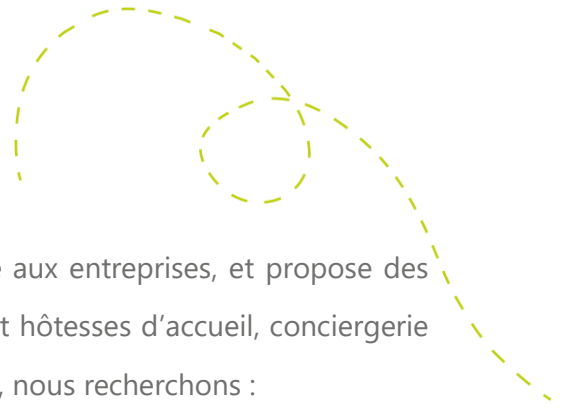 aux entreprises, et propose des
t hôtesses d’accueil, conciergerie
, nous recherchons :